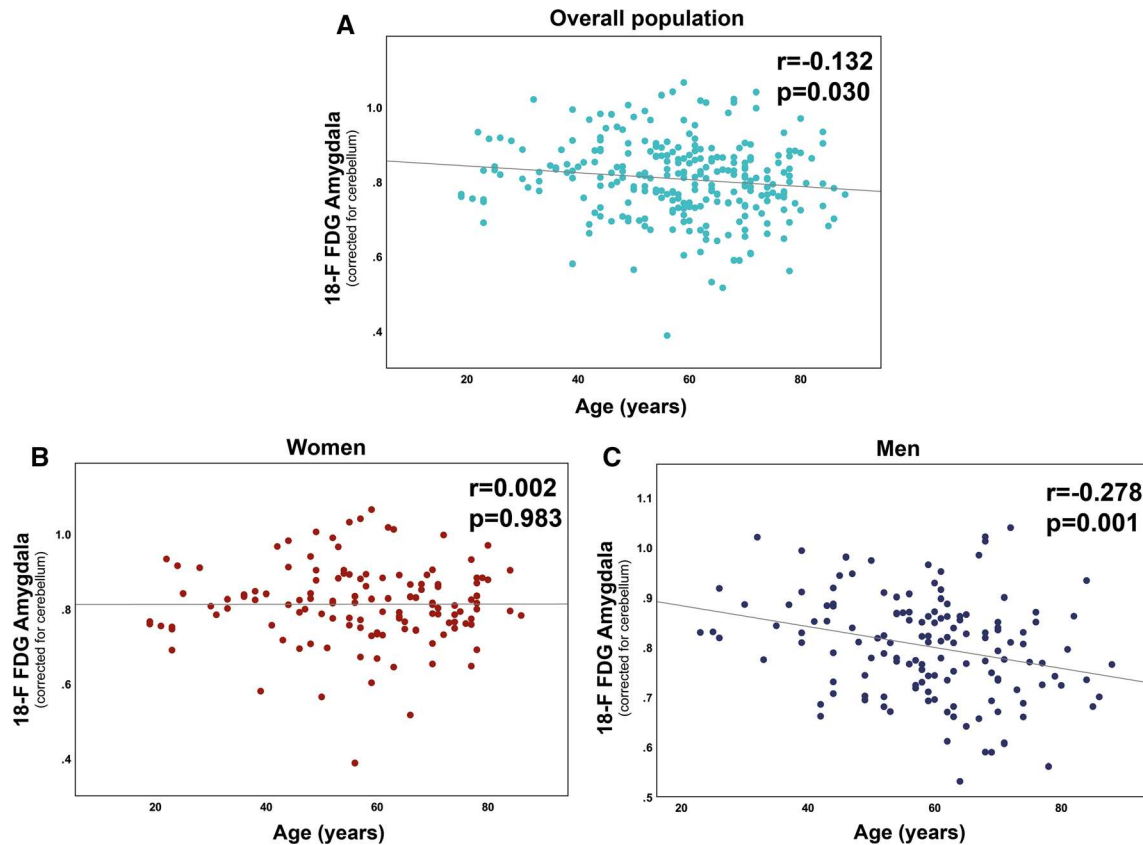 A
Overall population
r=-0.132
p=0.030
18-F FDG Amygdala
(corrected for cerebellum)
1.0
.8
.6
.4
20 40 60 80
Age (years)
B
Women
r=0.002
p=0.983
18-F FDG Amygdala
(corrected for cerebellum)
1.0
.8
.6
.4
20 40 60 80
Age (years)
C
Men
r=-0.278
p=0.001
18-F FDG Amygdala
(corrected for cerebellum)
1.1
1.0
.9
.8
.7
.6
.5
20 40 60 80
Age (years)